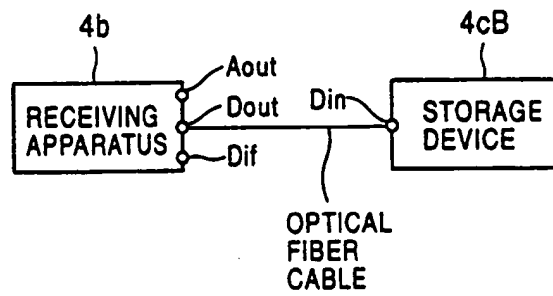 4b
4cB
Aout
RECEIVING
APPARATUS
Dout
Din
STORAGE
DEVICE
Dif
OPTICAL
FIBER
CABLE